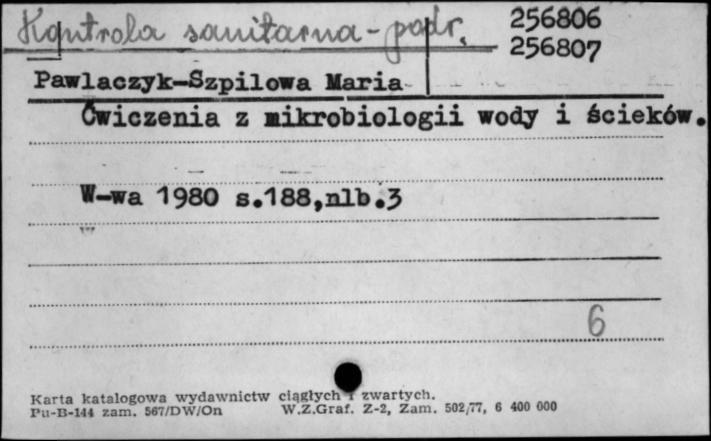 Kontrola sanitarna - podr.
256806
256807
Pawlaczyk-Szpilowa Maria
Ćwiczenia z mikrobiologii wody i ścieków.
W-wa 1980 s.188,nlb.3
6
Karta katalogowa wydawnictw ciągłych i zwartych.
Pu-B-144 zam. 567/DW/On W.Z.Graf. Z-2, Zam. 502/77, 6 400 000